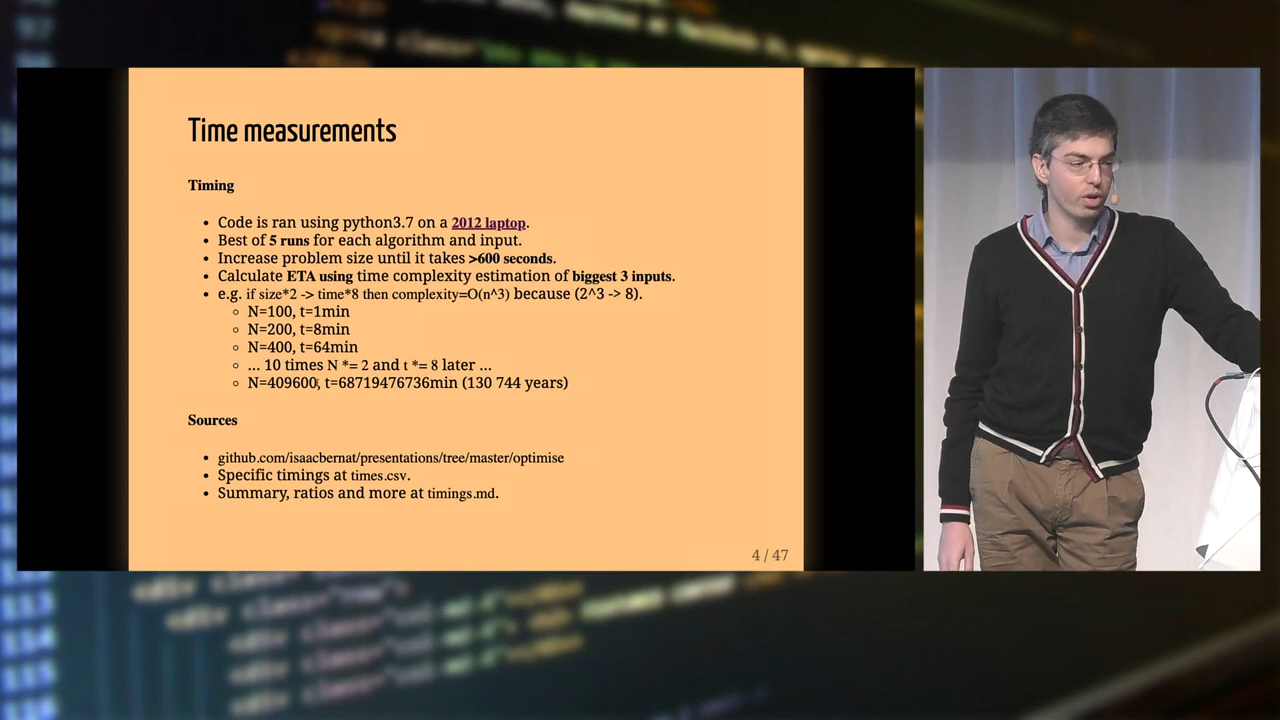 Time measurements
Timing
Code is ran using python3.7 on a 2012 laptop.
Best of 5 runs for each algorithm and input.
Increase problem size until it takes >600 seconds.
Calculate ETA using time complexity estimation of biggest 3 inputs.
e.g. if size*2 -> time*8 then complexity=O(n^3) because (2^3 -> 8).
N=100, t=1min
N=200, t=8min
N=400, t=64min
... 10 times N *= 2 and t *= 8 later ...
N=409600, t=68719476736min (130 744 years)
Sources
github.com/isaacbernat/presentations/tree/master/optimise
Specific timings at times.csv.
Summary, ratios and more at timings.md.
4 / 47